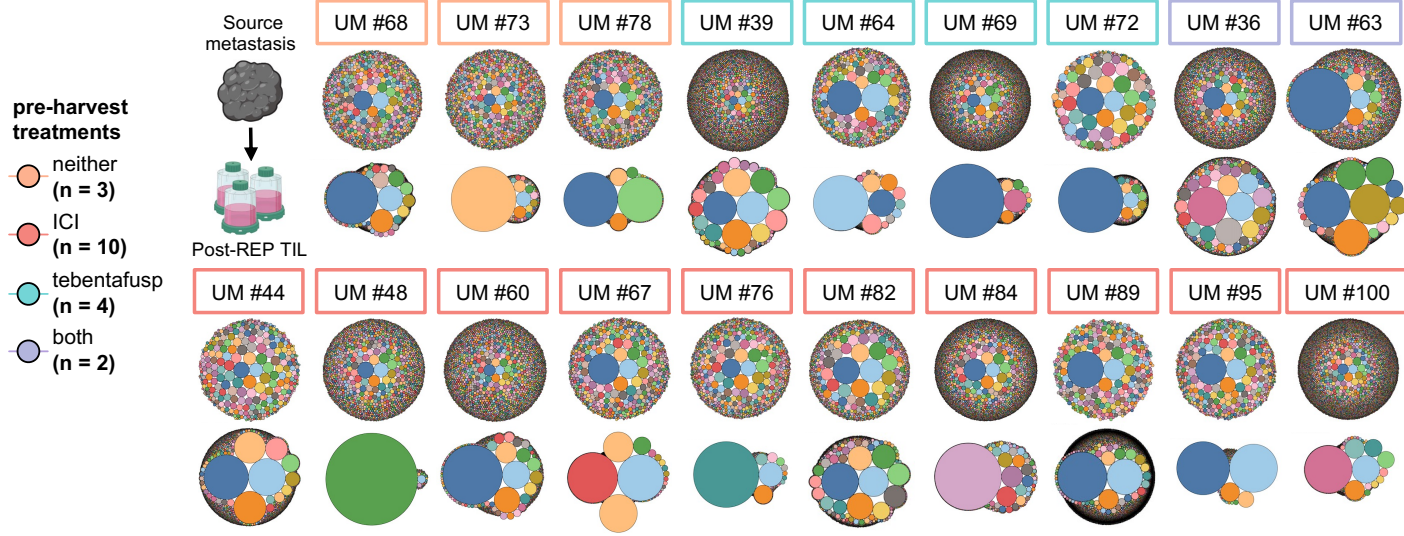 Source
metastasis
UM #68
UM #73
UM #78
UM #39
UM #64
UM #69
UM #72
UM #36
UM #63
pre-harvest
treatments
neither
(n = 3)
ICI
(n = 10)
tebentafusp
(n = 4)
both
(n = 2)
Post-REP TIL
UM #44
UM #48
UM #60
UM #67
UM #76
UM #82
UM #84
UM #89
UM #95
UM #100